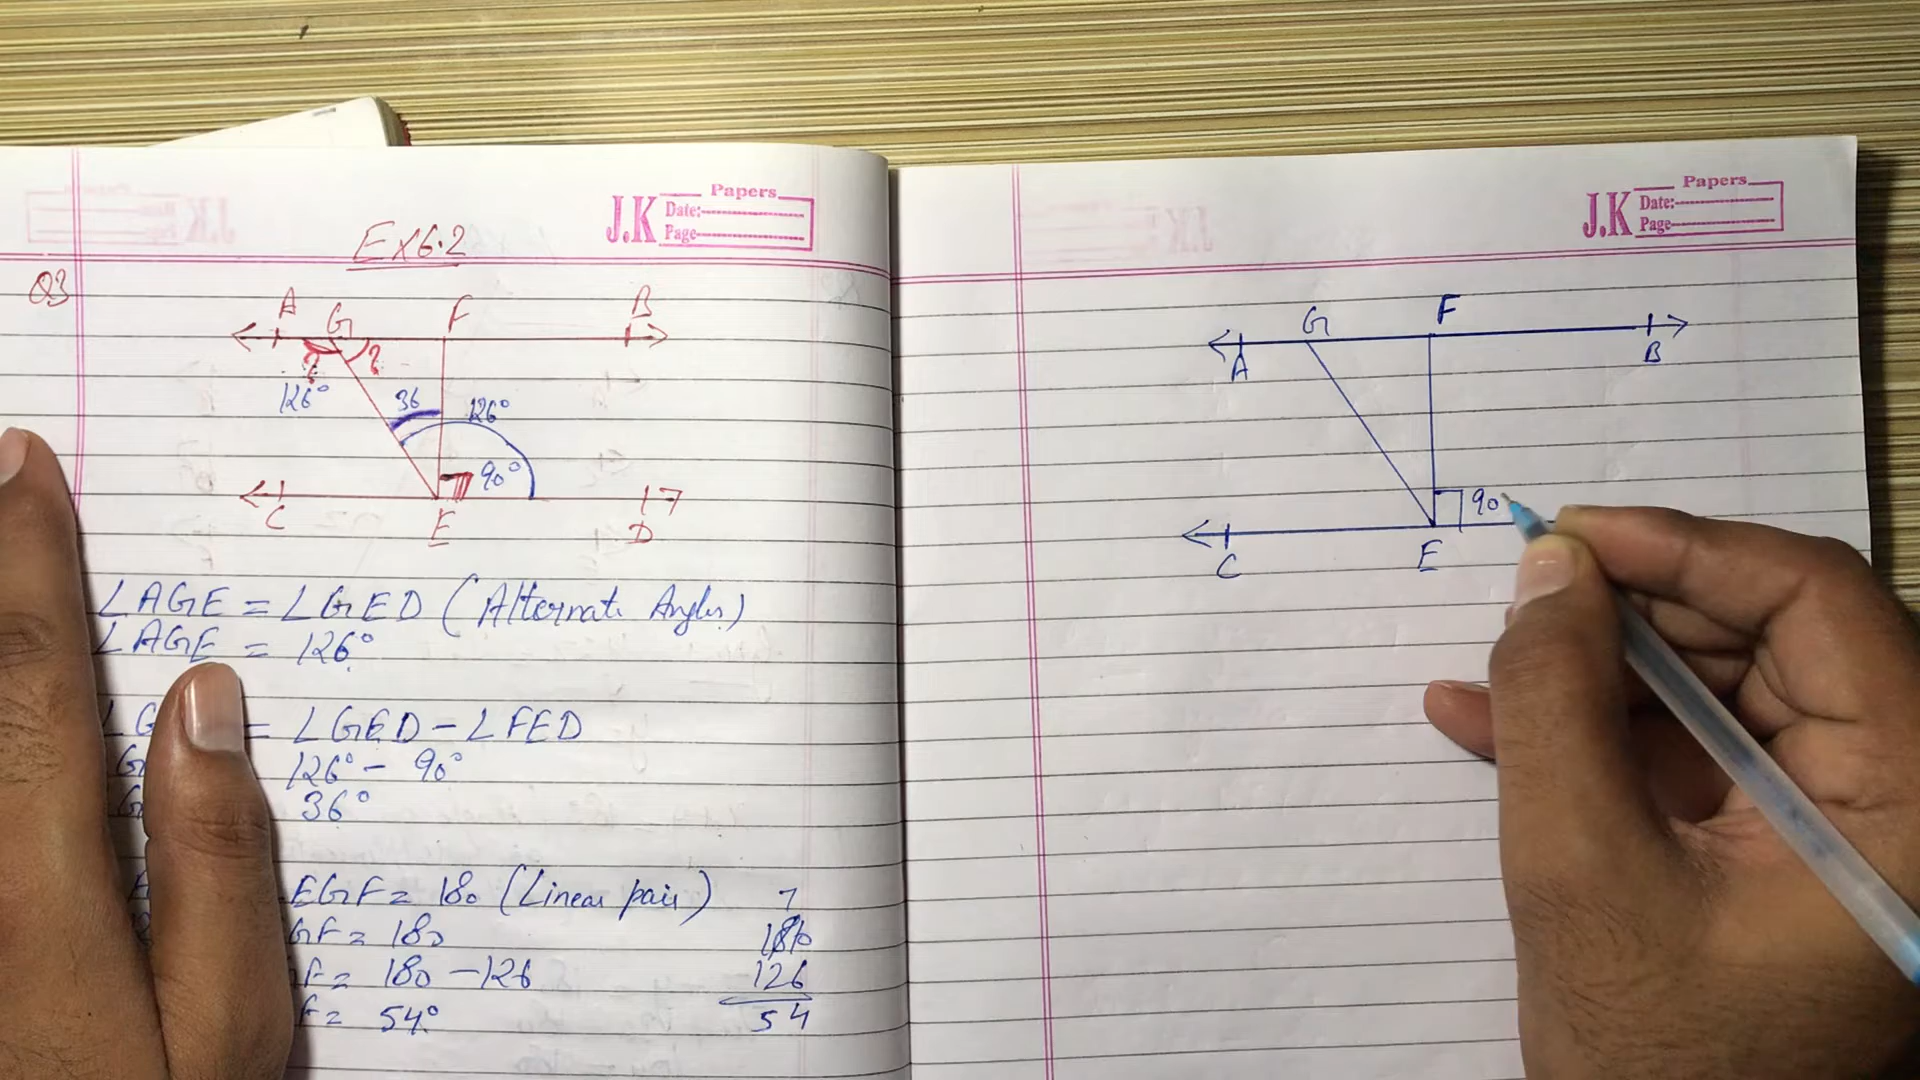 J.K Papers
Date:
Page
Ex 6.2
Q3
A G F B
? ?
126° 36 126°
90°
C E D
∠AGE = ∠GED (Alternate Angles)
∠AGE = 126°
∠G = ∠GED - ∠FED
G 126° - 90°
G 36°
E EGF = 180 (Linear pair)
GF = 180
F = 180 - 126
F = 54°
7
180
126
54
J.K Papers
Date:
Page
G F
A B
90
C E